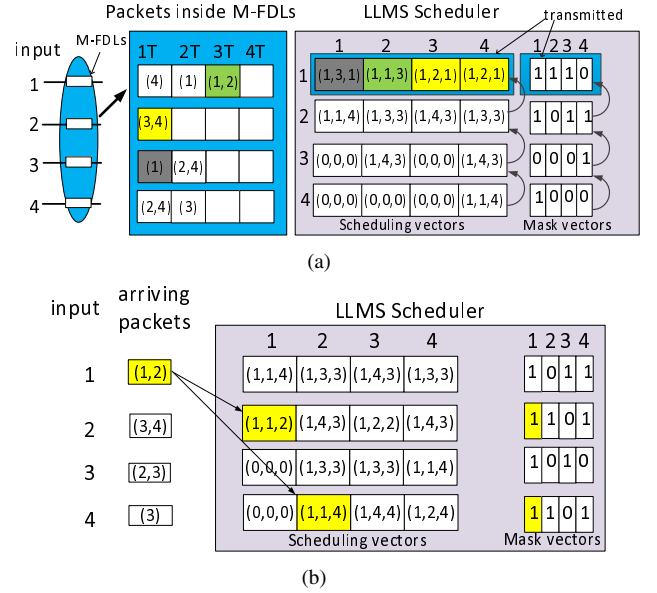 Packets inside M-FDLs
LLMS Scheduler
transmitted
input
M-FDLs
1T 2T 3T 4T
1 2 3 4
1 2 3 4
1
(4) (1) (1,2)
1 (1,3,1) (1,1,3) (1,2,1) (1,2,1)
1 1 1 0
2
(3,4)
2 (1,1,4) (1,3,3) (1,4,3) (1,3,3)
1 0 1 1
3
(1) (2,4)
3 (0,0,0) (1,4,3) (0,0,0) (1,4,3)
0 0 0 1
4
(2,4) (3)
4 (0,0,0) (0,0,0) (0,0,0) (1,1,4)
1 0 0 0
Scheduling vectors
Mask vectors
(a)
input
arriving
packets
LLMS Scheduler
1 2 3 4
1 2 3 4
1 (1,2)
(1,1,4) (1,3,3) (1,4,3) (1,3,3)
1 0 1 1
2 (3,4)
(1,1,2) (1,4,3) (1,2,2) (1,4,3)
1 1 0 1
3 (2,3)
(0,0,0) (1,3,3) (1,3,3) (1,1,4)
1 0 1 0
4 (3)
(0,0,0) (1,1,4) (1,4,4) (1,2,4)
1 1 0 1
Scheduling vectors
Mask vectors
(b)